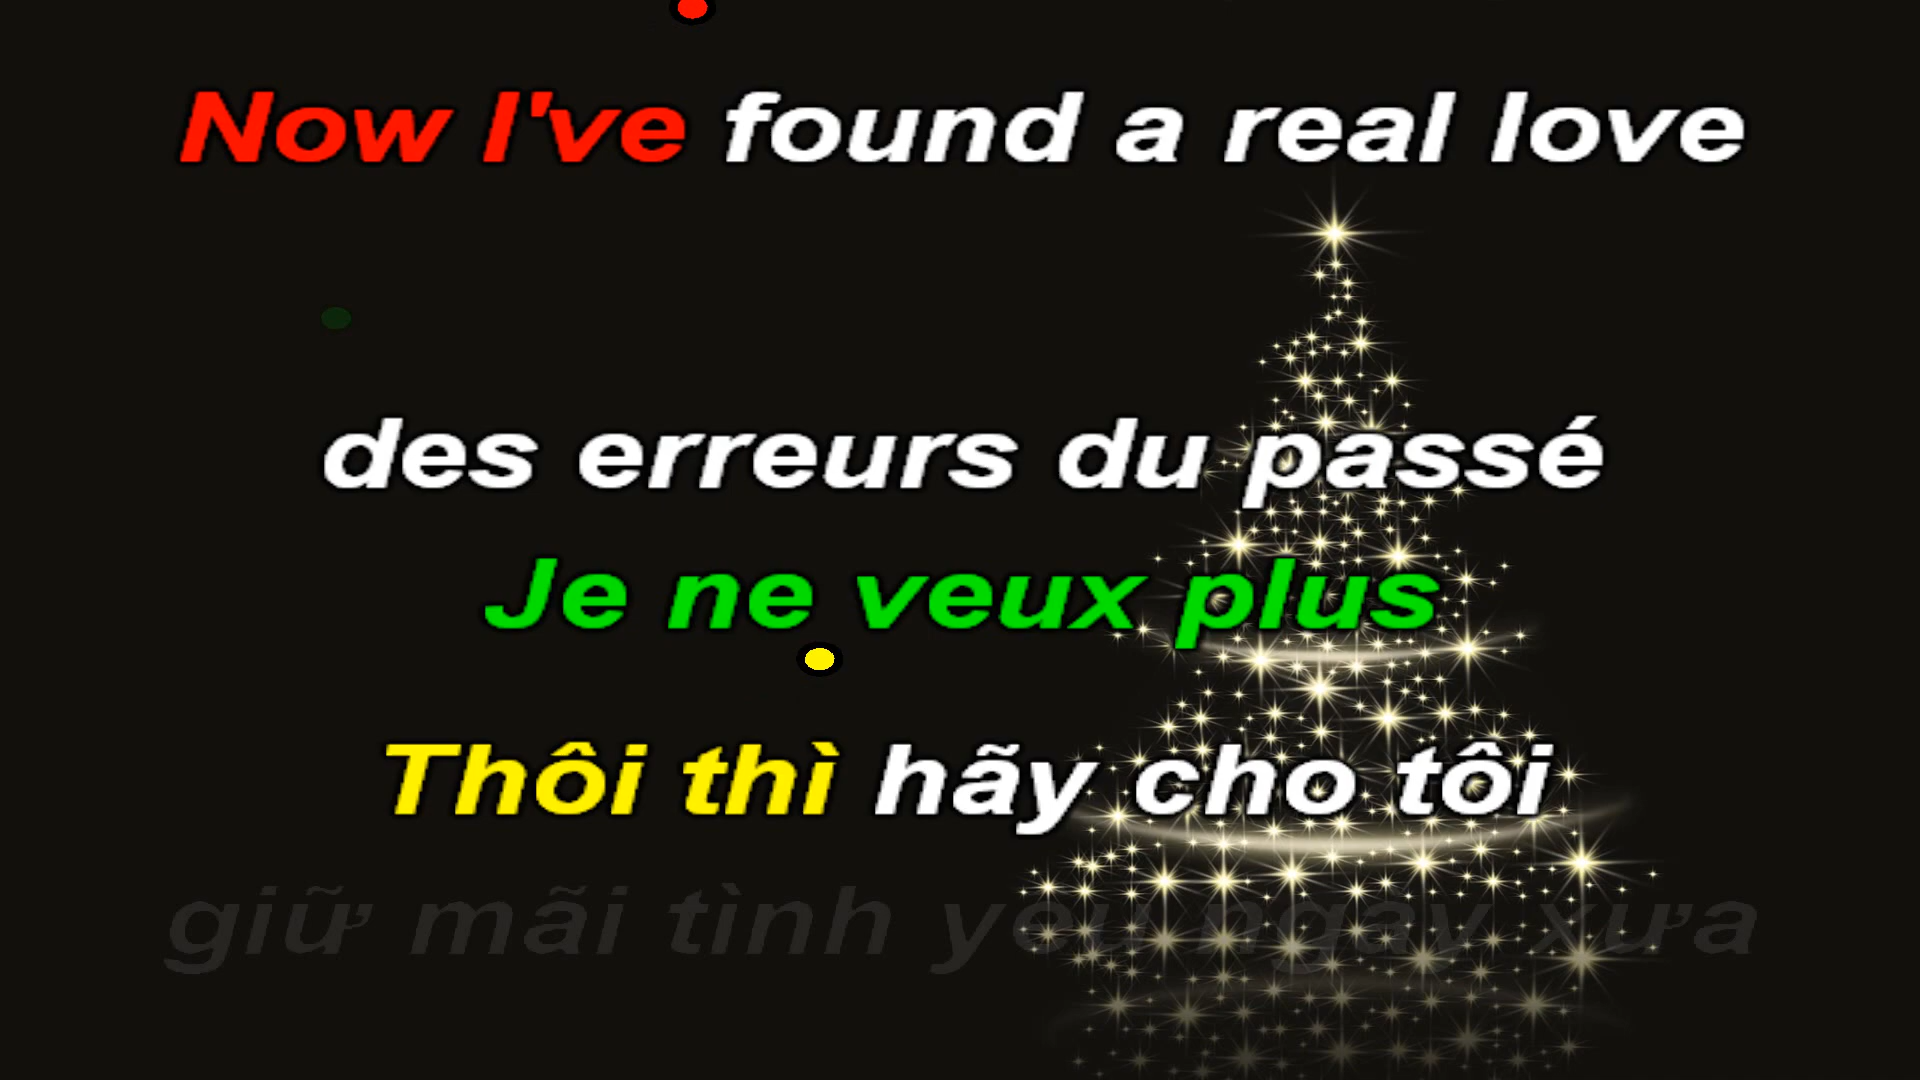 Now I've found a real love
des erreurs du passé
Je ne veux plus
Thôi thì hãy cho tôi
giữ mãi tình yêu ngày xưa